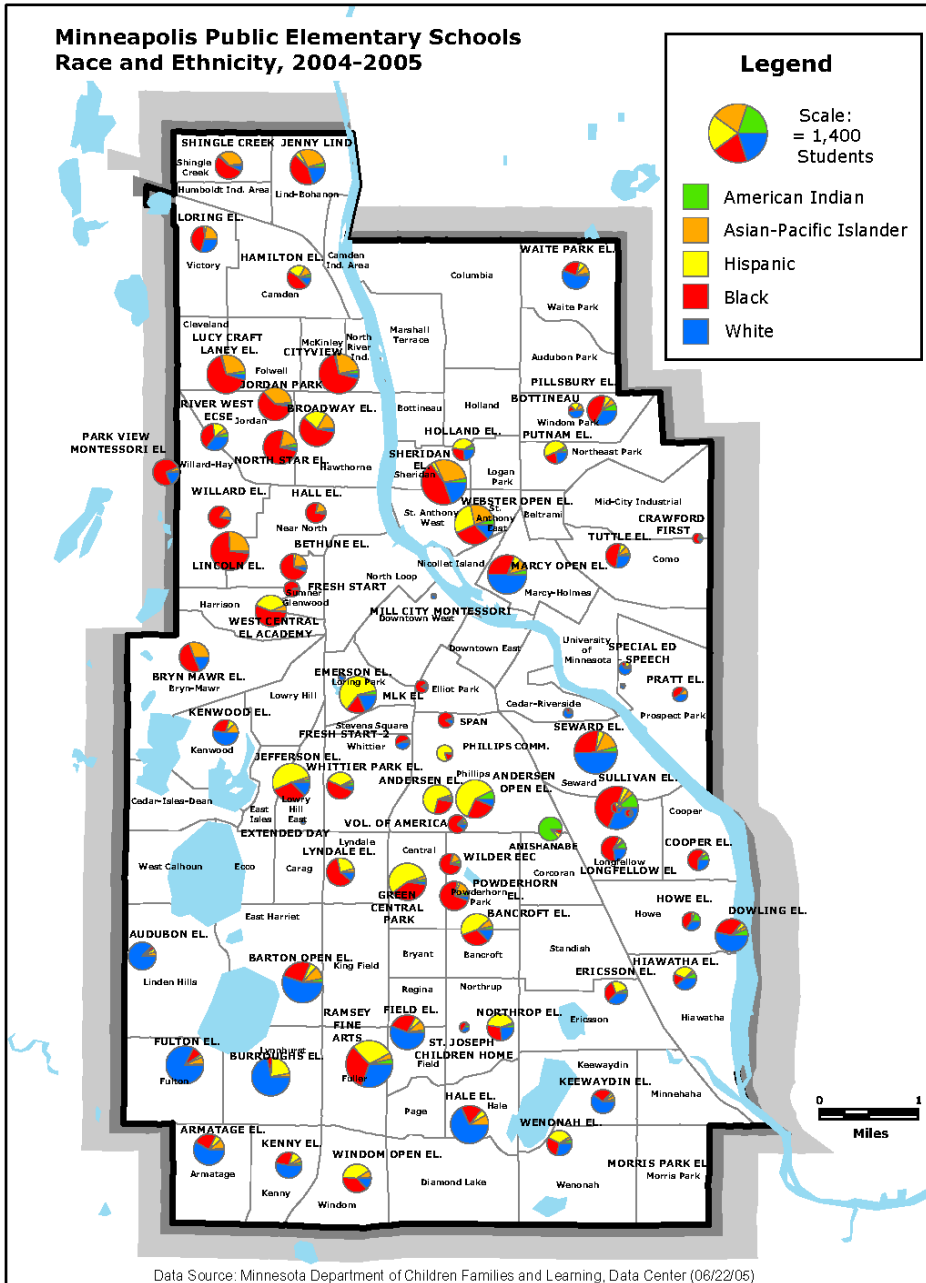 Minneapolis Public Elementary Schools
Race and Ethnicity, 2004-2005
Legend
Scale:
= 1,400
Students
American Indian
Asian-Pacific Islander
Hispanic
Black
White
SHINGLE CREEK
JENNY LIND
Shingle
Creek
Humboldt Ind. Area
Lind-Bohanon
LORING EL.
Victory
HAMILTON EL.
Camden
Camden
Ind. Area
Columbia
WAITE PARK EL.
Waite Park
Cleveland
LUCY CRAFT
LANEY EL.
Folwell
McKinley
CITYVIEW
North
River
Ind.
Marshall
Terrace
Audubon Park
JORDAN PARK
PILLSBURY EL.
RIVER WEST
ECSE
Jordan
BROADWAY EL.
Bottineau
Holland
BOTTINEAU
Windom Park
PARK VIEW
MONTESSORI EL
Willard-Hay
NORTH STAR EL.
Hawthorne
HOLLAND EL.
SHERIDAN
EL.
Sheridan
PUTNAM EL.
Northeast Park
Logan
Park
WILLARD EL.
HALL EL.
Near North
WEBSTER OPEN EL.
St. Anthony
West
St.
Anthony
East
Beltrami
Mid-City Industrial
CRAWFORD
FIRST
TUTTLE EL.
Como
BETHUNE EL.
LINCOLN EL.
Nicollet Island
MARCY OPEN EL.
Marcy-Holmes
FRESH START
Sumner
Glenwood
North Loop
Harrison
WEST CENTRAL
EL ACADEMY
MILL CITY MONTESSORI
Downtown West
Downtown East
University
of
Minnesota
SPECIAL ED
SPEECH
BRYN MAWR EL.
Bryn-Mawr
EMERSON EL.
Loring Park
MLK EL
Elliot Park
PRATT EL.
Prospect Park
Lowry Hill
Cedar-Riverside
KENWOOD EL.
Kenwood
Stevens Square
SPAN
FRESH START-2
Whittier
PHILLIPS COMM.
SEWARD EL.
Seward
JEFFERSON EL.
WHITTIER PARK EL.
ANDERSEN EL.
Phillips
ANDERSEN
OPEN EL.
SULLIVAN EL.
Cedar-Isles-Dean
East
Isles
Lowry
Hill
East
EXTENDED DAY
VOL. OF AMERICA
ANISHANABE
Cooper
Lyndale
LYNDALE EL.
West Calhoun
Ecco
Carag
Central
WILDER EEC
Corcoran
Longfellow
LONGFELLOW EL
COOPER EL.
GREEN
CENTRAL
PARK
POWDERHORN
EL.
Powderhorn
Park
East Harriet
BANCROFT EL.
Bancroft
Howe
HOWE EL.
DOWLING EL.
AUDUBON EL.
Linden Hills
BARTON OPEN EL.
King Field
Bryant
Standish
HIAWATHA EL.
Hiawatha
ERICSSON EL.
Ericsson
Regina
Northrup
RAMSEY
FINE
ARTS
FIELD EL.
NORTHROP EL.
ST. JOSEPH
CHILDREN HOME
Field
FULTON EL.
Fulton
Lynnhurst
BURROUGHS EL.
Fuller
Keewaydin
KEEWAYDIN EL.
Minnehaha
Page
HALE EL.
Hale
WENONAH EL.
Wenonah
ARMATAGE EL.
Armatage
KENNY EL.
Kenny
WINDOM OPEN EL.
Windom
Diamond Lake
MORRIS PARK EL
Morris Park
0
1
Miles
Data Source: Minnesota Department of Children Families and Learning, Data Center (06/22/05)